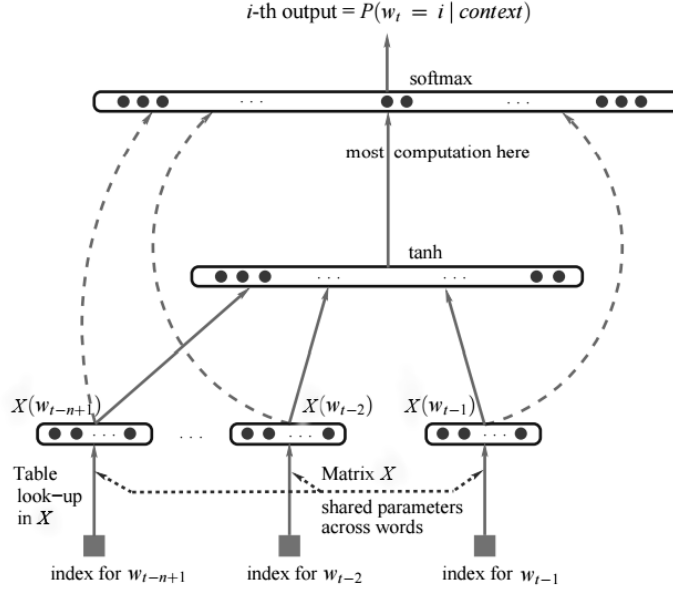 i-th output = P(w_t = i | context)
softmax
. . .
. . .
most computation here
tanh
. . .
. . .
X(w_{t−n+1})
X(w_{t−2})
X(w_{t−1})
. . .
. . .
. . .
. . .
Table
look−up
in X
Matrix X
shared parameters
across words
index for w_{t−n+1}
index for w_{t−2}
index for w_{t−1}